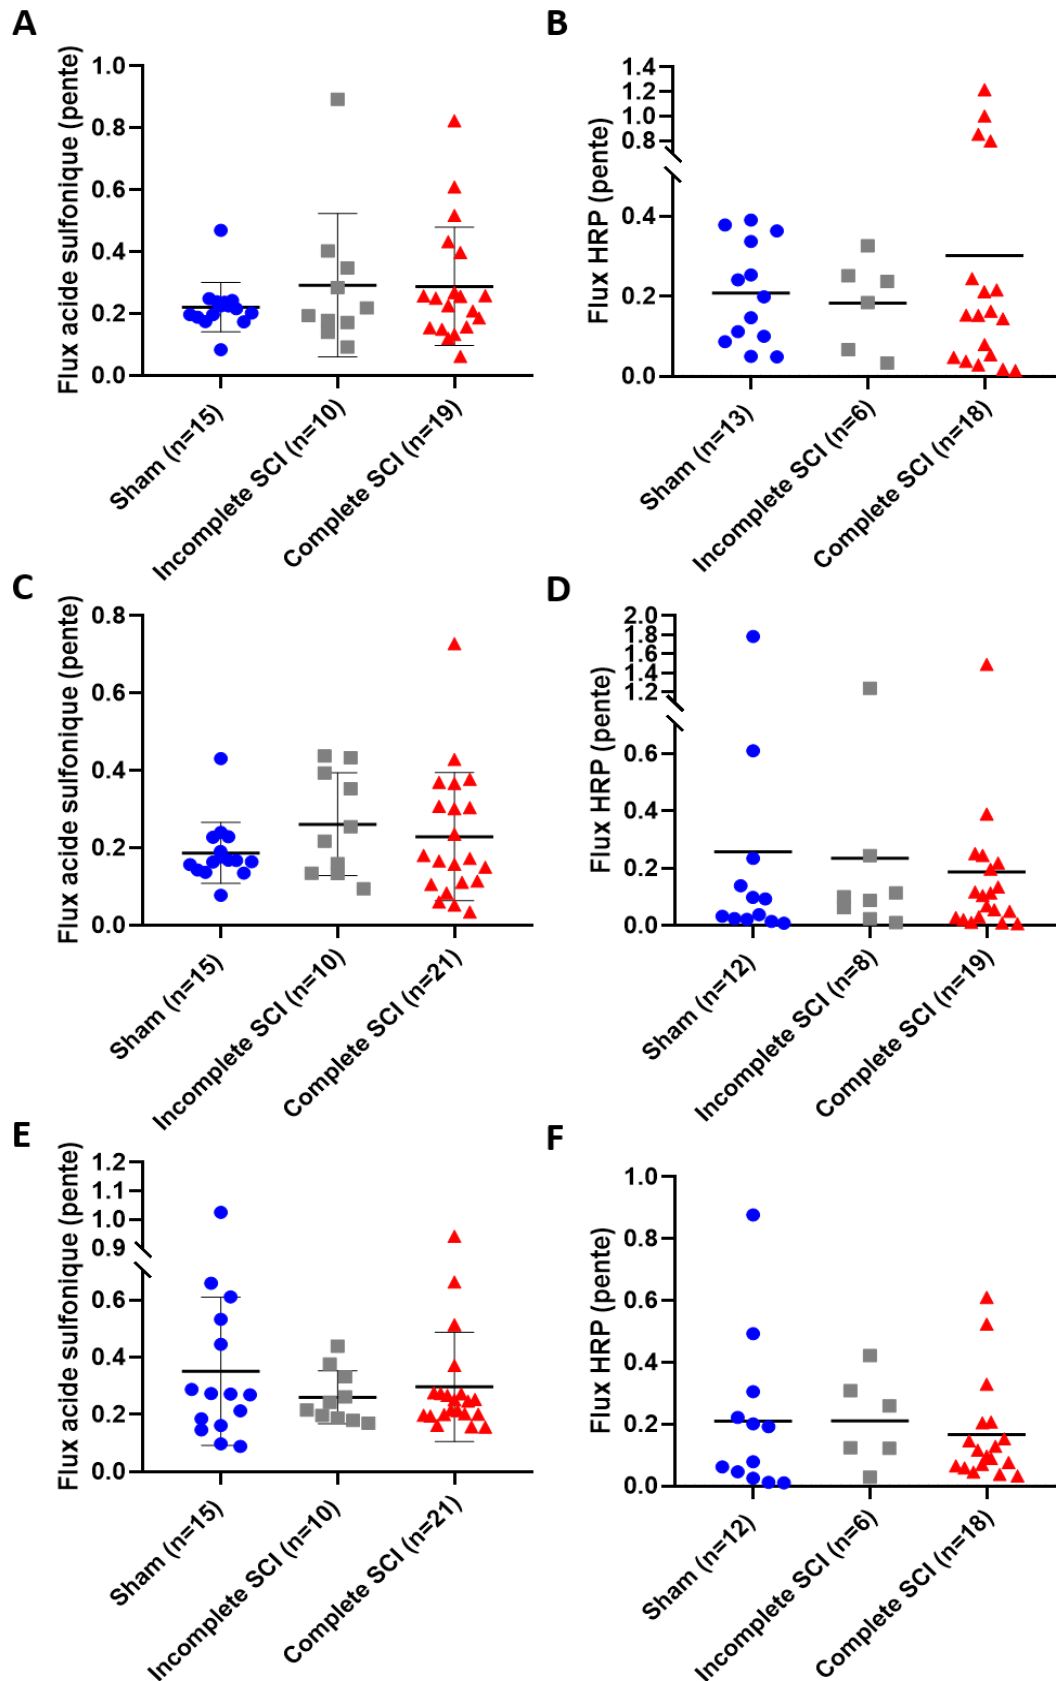 A
Flux acide sulfonique (pente)
1.0
0.8
0.6
0.4
0.2
0.0
Sham (n=15)
Incomplete SCI (n=10)
Complete SCI (n=19)
B
Flux HRP (pente)
1.4
1.2
1.0
0.8
0.4
0.2
0.0
Sham (n=13)
Incomplete SCI (n=6)
Complete SCI (n=18)
C
Flux acide sulfonique (pente)
0.8
0.6
0.4
0.2
0.0
Sham (n=15)
Incomplete SCI (n=10)
Complete SCI (n=21)
D
Flux HRP (pente)
2.0
1.8
1.6
1.4
1.2
0.6
0.4
0.2
0.0
Sham (n=12)
Incomplete SCI (n=8)
Complete SCI (n=19)
E
Flux acide sulfonique (pente)
1.2
1.1
1.0
0.9
0.6
0.4
0.2
0.0
Sham (n=15)
Incomplete SCI (n=10)
Complete SCI (n=21)
F
Flux HRP (pente)
1.0
0.8
0.6
0.4
0.2
0.0
Sham (n=12)
Incomplete SCI (n=6)
Complete SCI (n=18)